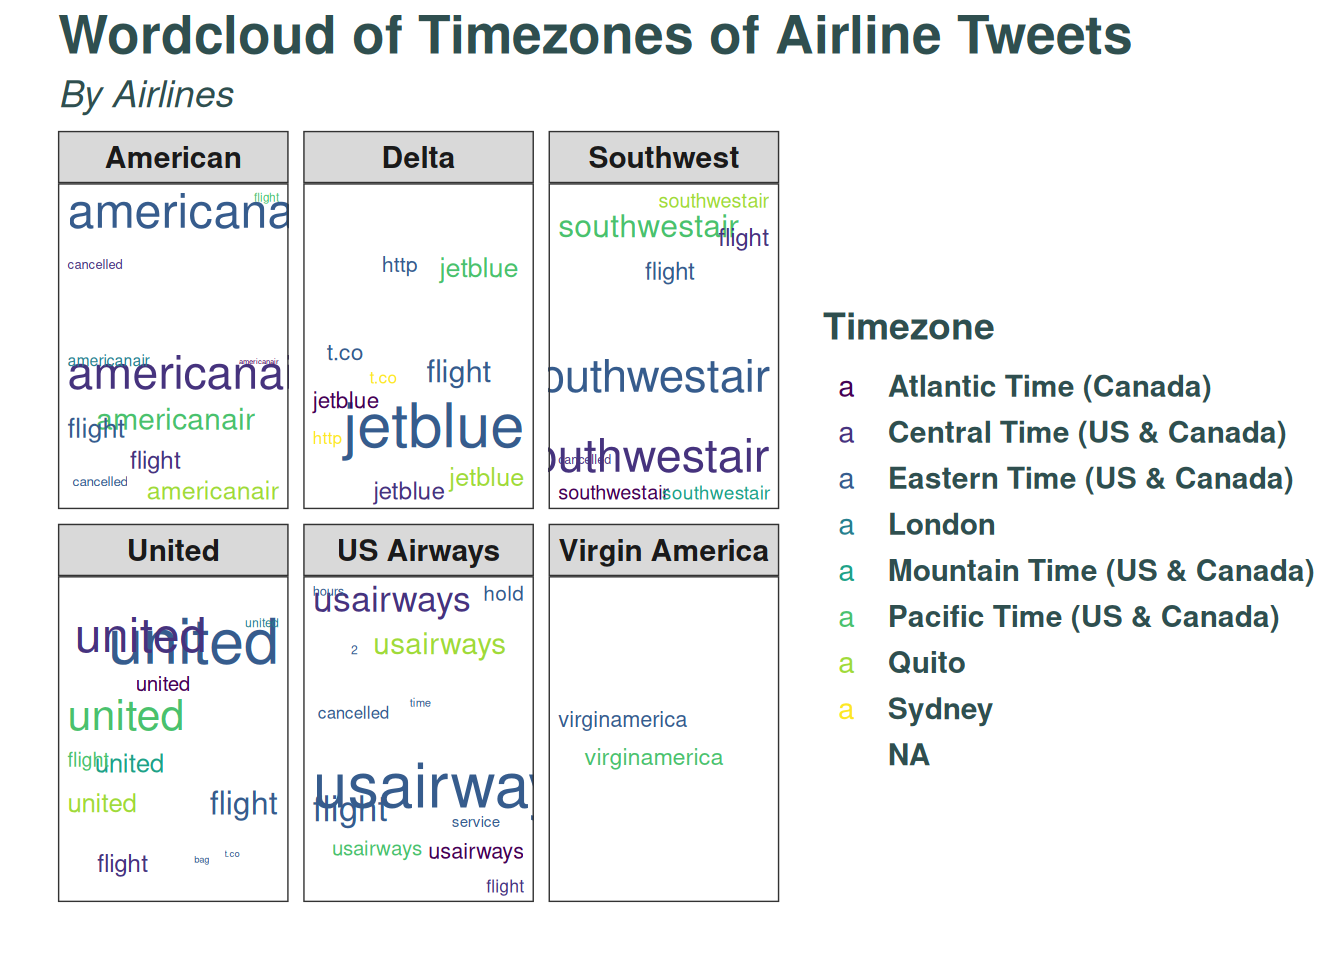 Wordcloud of Timezones of Airline Tweets
By Airlines
American
americana
flight
cancelled
americanair
americanair
americanai
americanair
flight
flight
cancelled
americanair
Delta
http
jetblue
t.co
t.co
flight
jetblue
http
jetblue
jetblue
jetblue
Southwest
southwestair
southwestair
flight
flight
outhwestair
outhwestair
cancelled
southwestair
southwestair
United
united
united
united
united
united
flight
united
united
flight
flight
bag
t.co
US Airways
hours
usairways
hold
2
usairways
cancelled
time
usairway
flight
service
usairways
usairways
flight
Virgin America
virginamerica
virginamerica
Timezone
a Atlantic Time (Canada)
a Central Time (US & Canada)
a Eastern Time (US & Canada)
a London
a Mountain Time (US & Canada)
a Pacific Time (US & Canada)
a Quito
a Sydney
NA